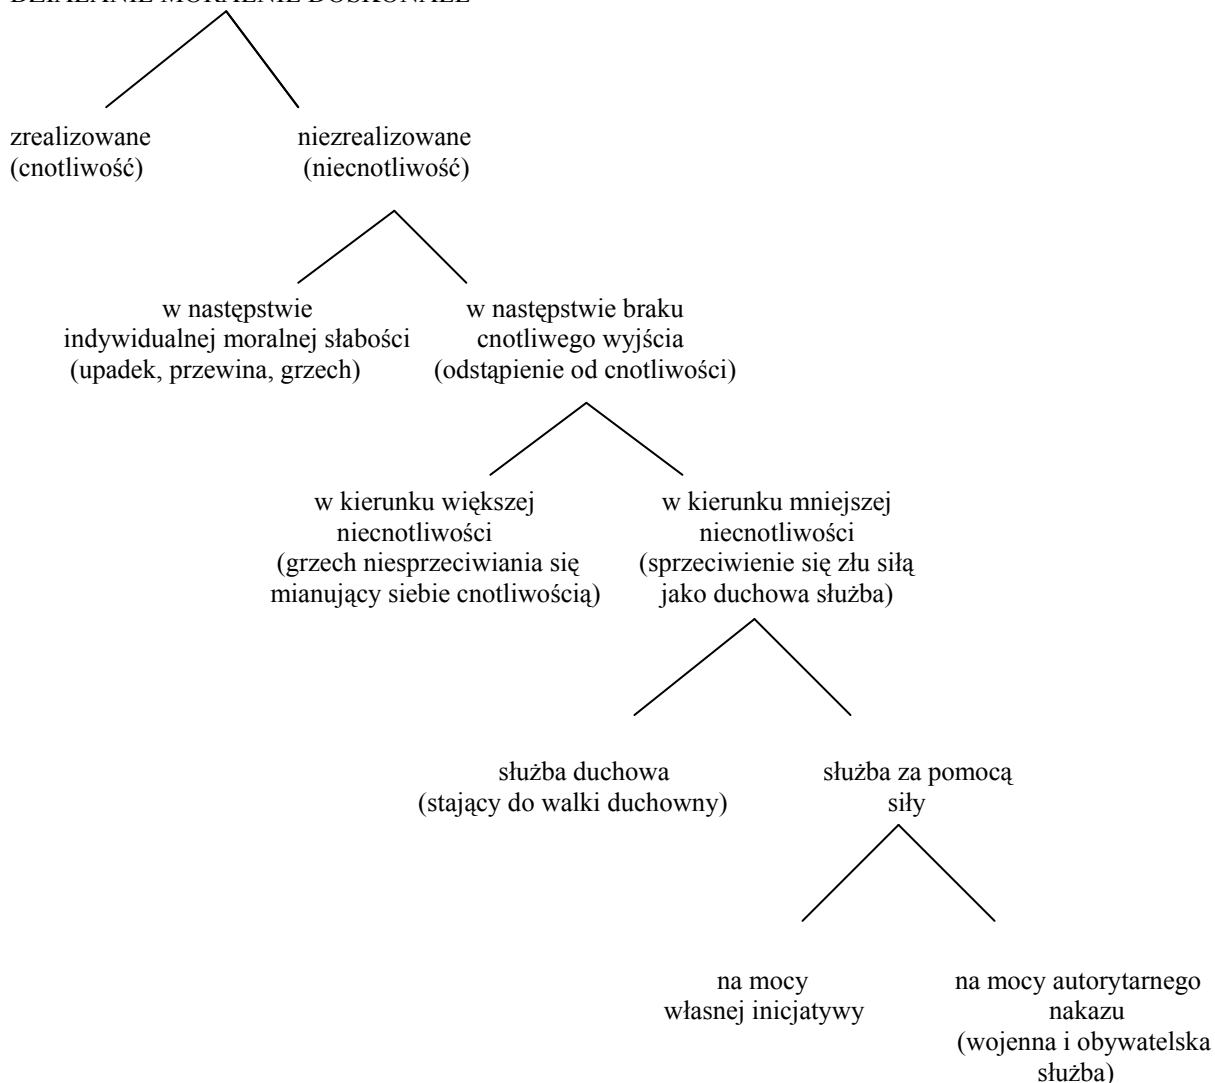 DZIAŁANIE MORALNIE DOSKONAŁE
zrealizowane
(cnotliwość)
niezrealizowane
(niecnotliwość)
w następstwie
indywidualnej moralnej słabości
(upadek, przewina, grzech)
w następstwie braku
cnotliwego wyjścia
(odstąpienie od cnotliwości)
w kierunku większej
niecnotliwości
(grzech niesprzeciwiania się
mianujący siebie cnotliwością)
w kierunku mniejszej
niecnotliwości
(sprzeciwienie się złu siłą
jako duchowa służba)
służba duchowa
(stający do walki duchowny)
służba za pomocą
siły
na mocy
własnej inicjatywy
na mocy autorytarnego
nakazu
(wojenna i obywatelska
służba)